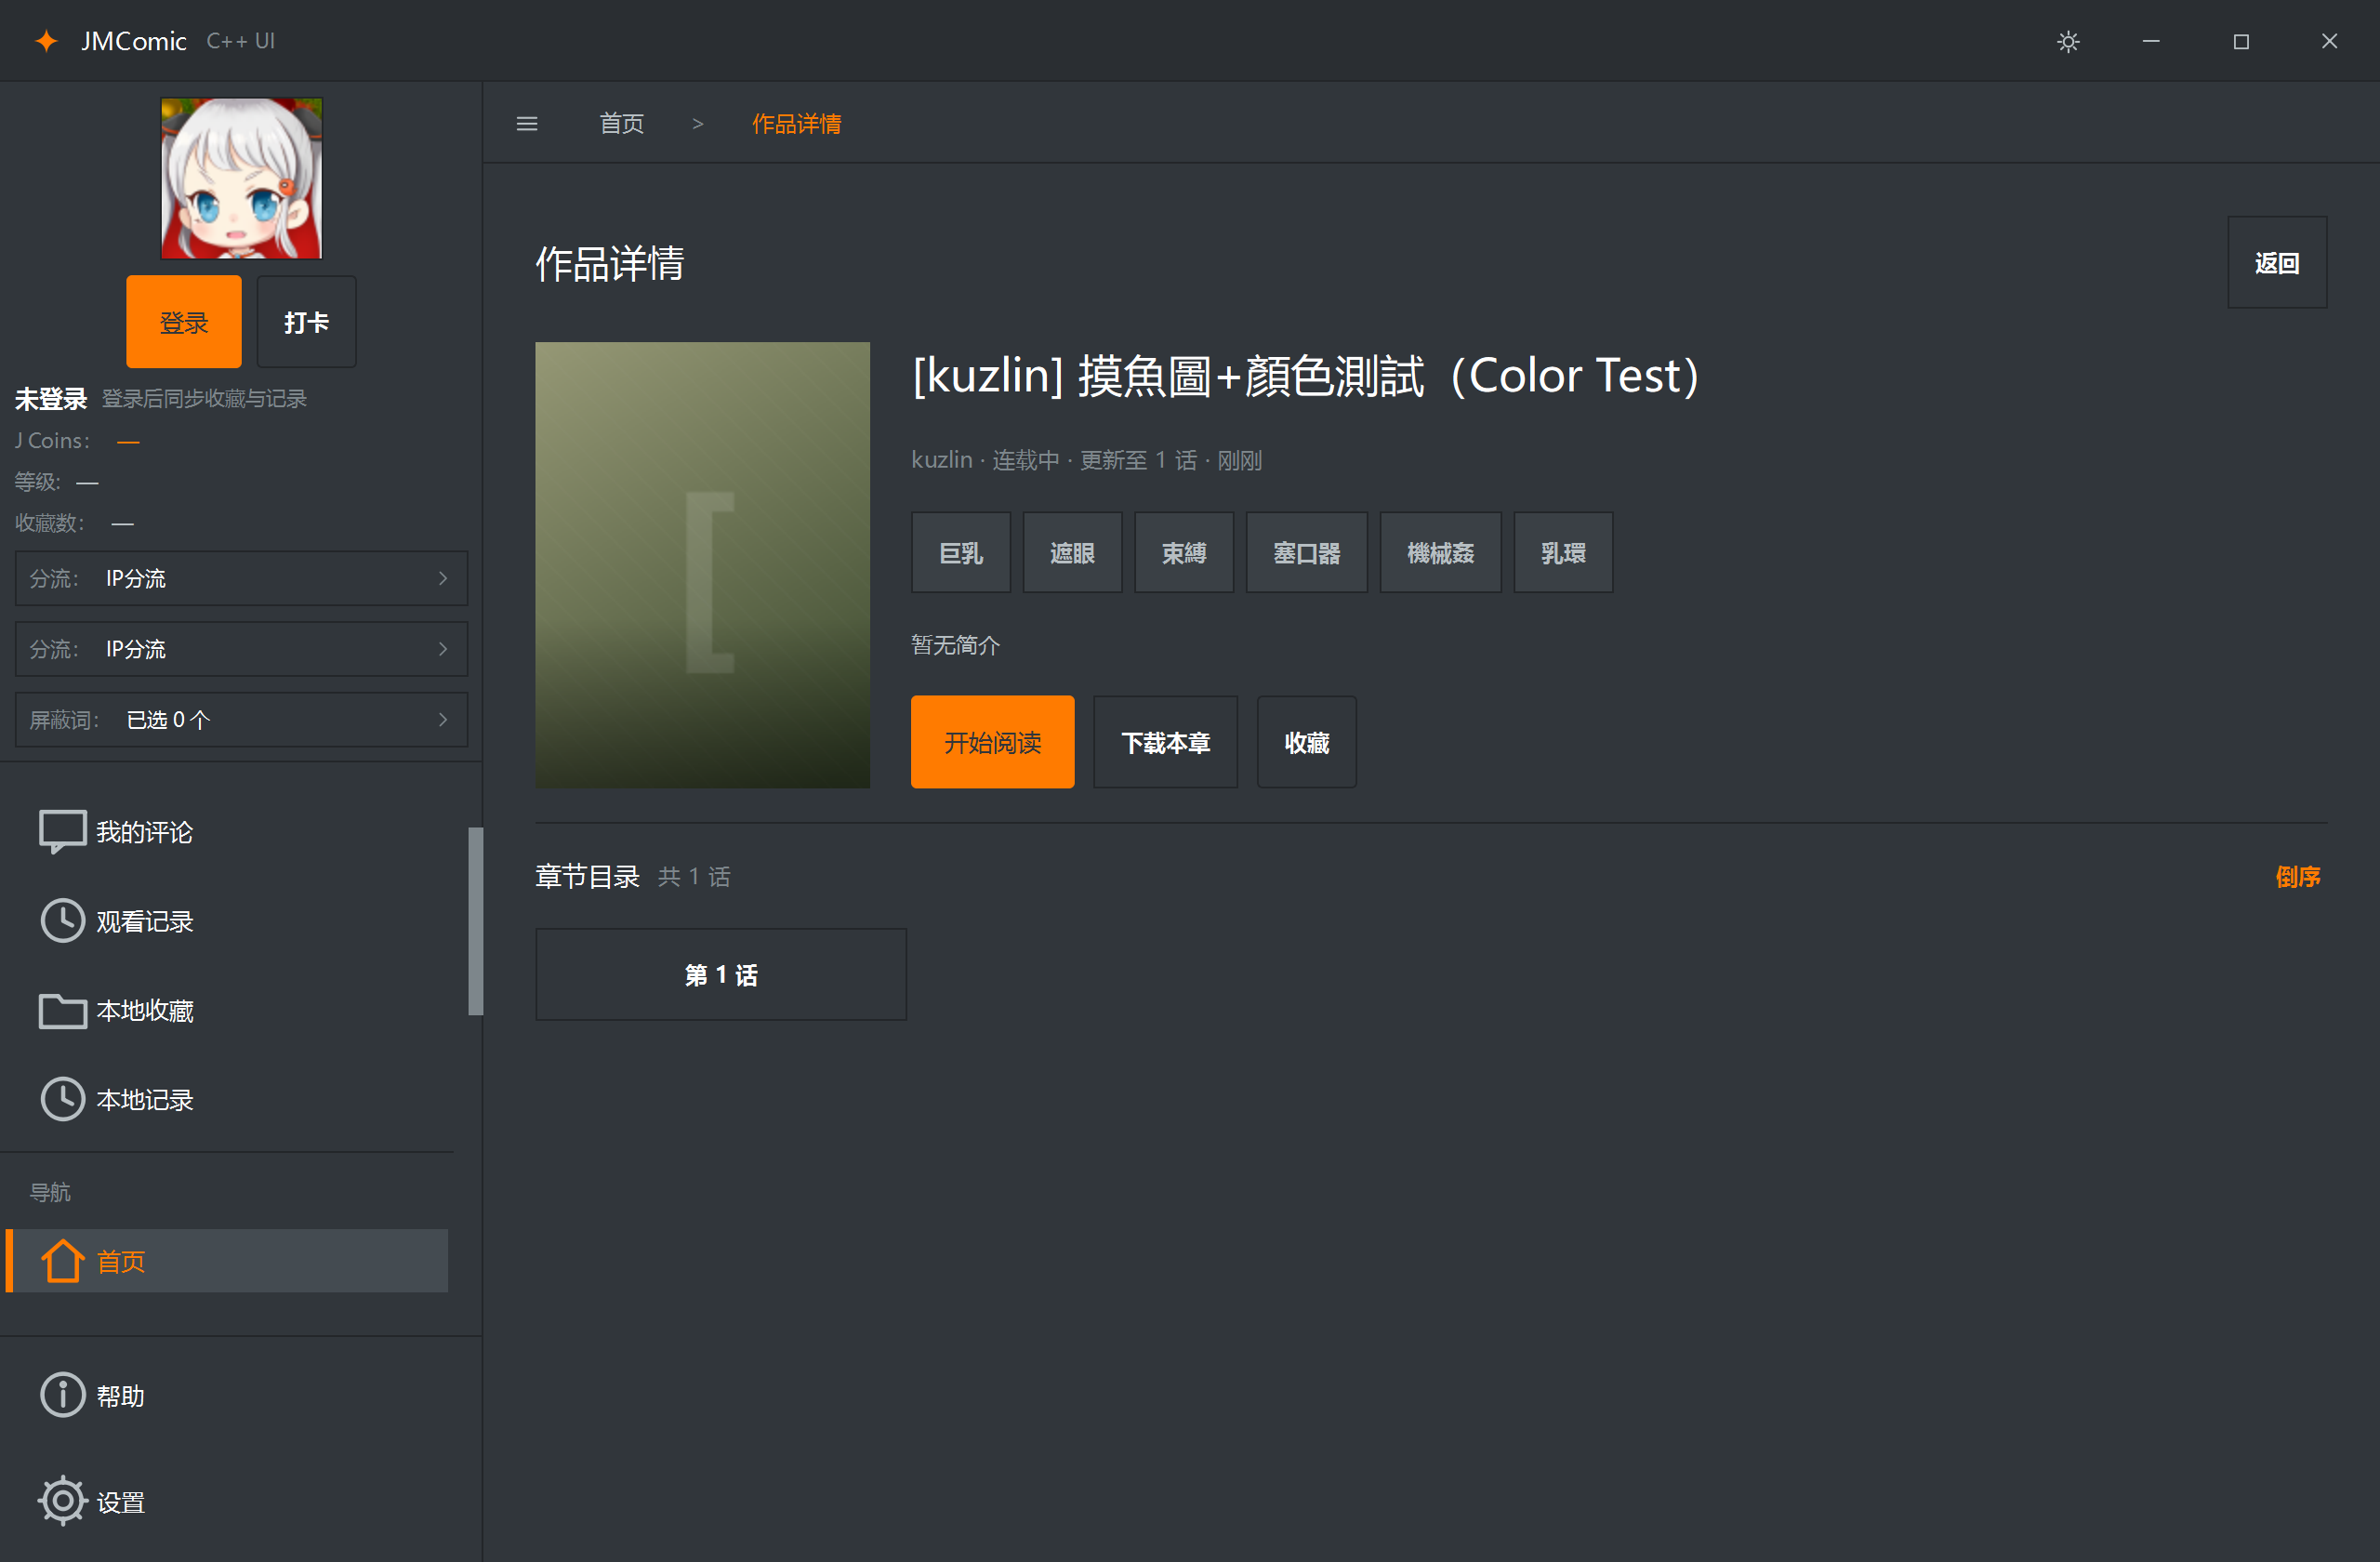 JMComic C++ UI
登录
打卡
未登录 登录后同步收藏与记录
J Coins: —
等级: —
收藏数: —
分流: IP分流
分流: IP分流
屏蔽词: 已选 0 个
我的评论
观看记录
本地收藏
本地记录
导航
首页
帮助
设置
首页 > 作品详情
作品详情
返回
[
[kuzlin] 摸魚圖+顏色測試（Color Test）
kuzlin · 连载中 · 更新至 1 话 · 刚刚
巨乳 遮眼 束縛 塞口器 機械姦 乳環
暂无简介
开始阅读 下载本章 收藏
章节目录 共 1 话
倒序
第 1 话